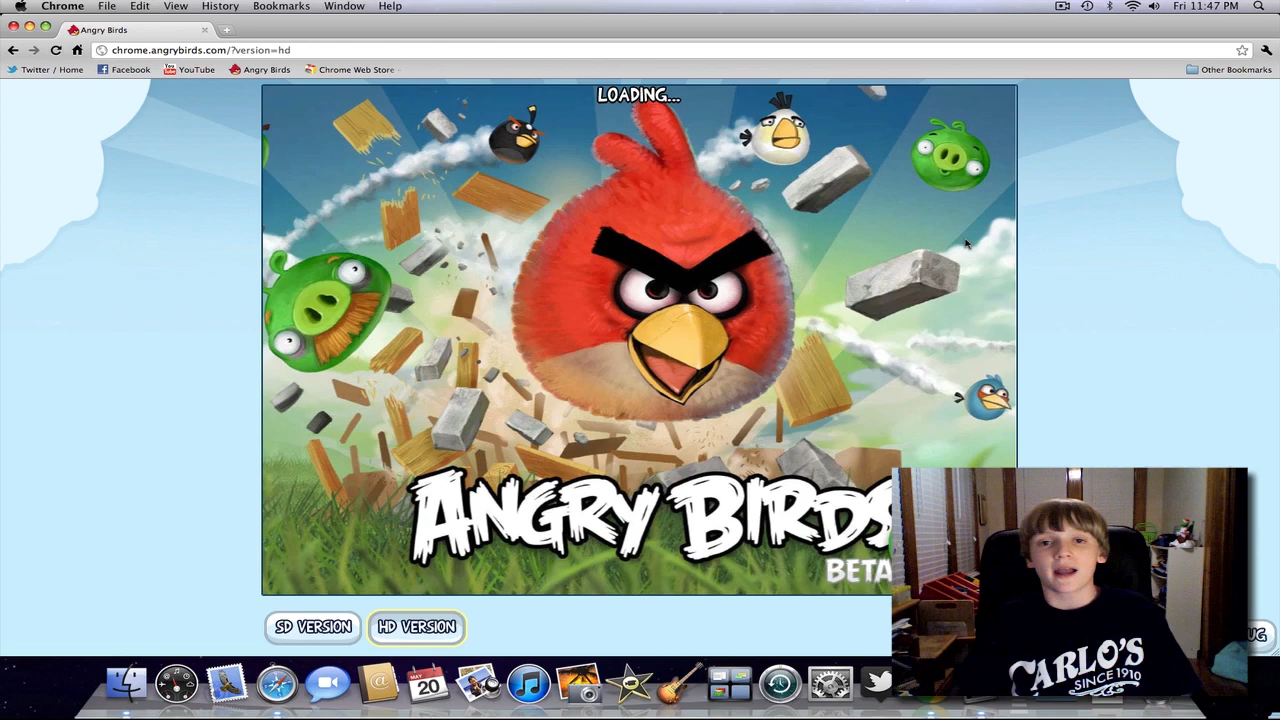 Chrome File Edit View History Bookmarks Window Help Fri 11:47 PM
Angry Birds
chrome.angrybirds.com/?version=hd
Twitter / Home Facebook YouTube Angry Birds Chrome Web Store Other Bookmarks
LOADING...
ANGRY BIRDS
BETA
SD VERSION HD VERSION UG
MAY
20
CARLO'S
SINCE 1910